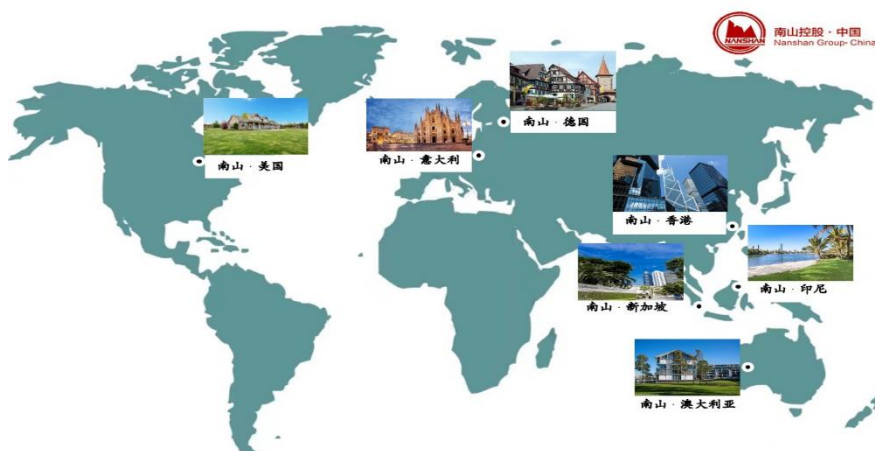 NANSHAN
南山控股·中国
Nanshan Group- China
南山·德国
南山·美国
南山·意大利
南山·香港
南山·印尼
南山·新加坡
南山·澳大利亚